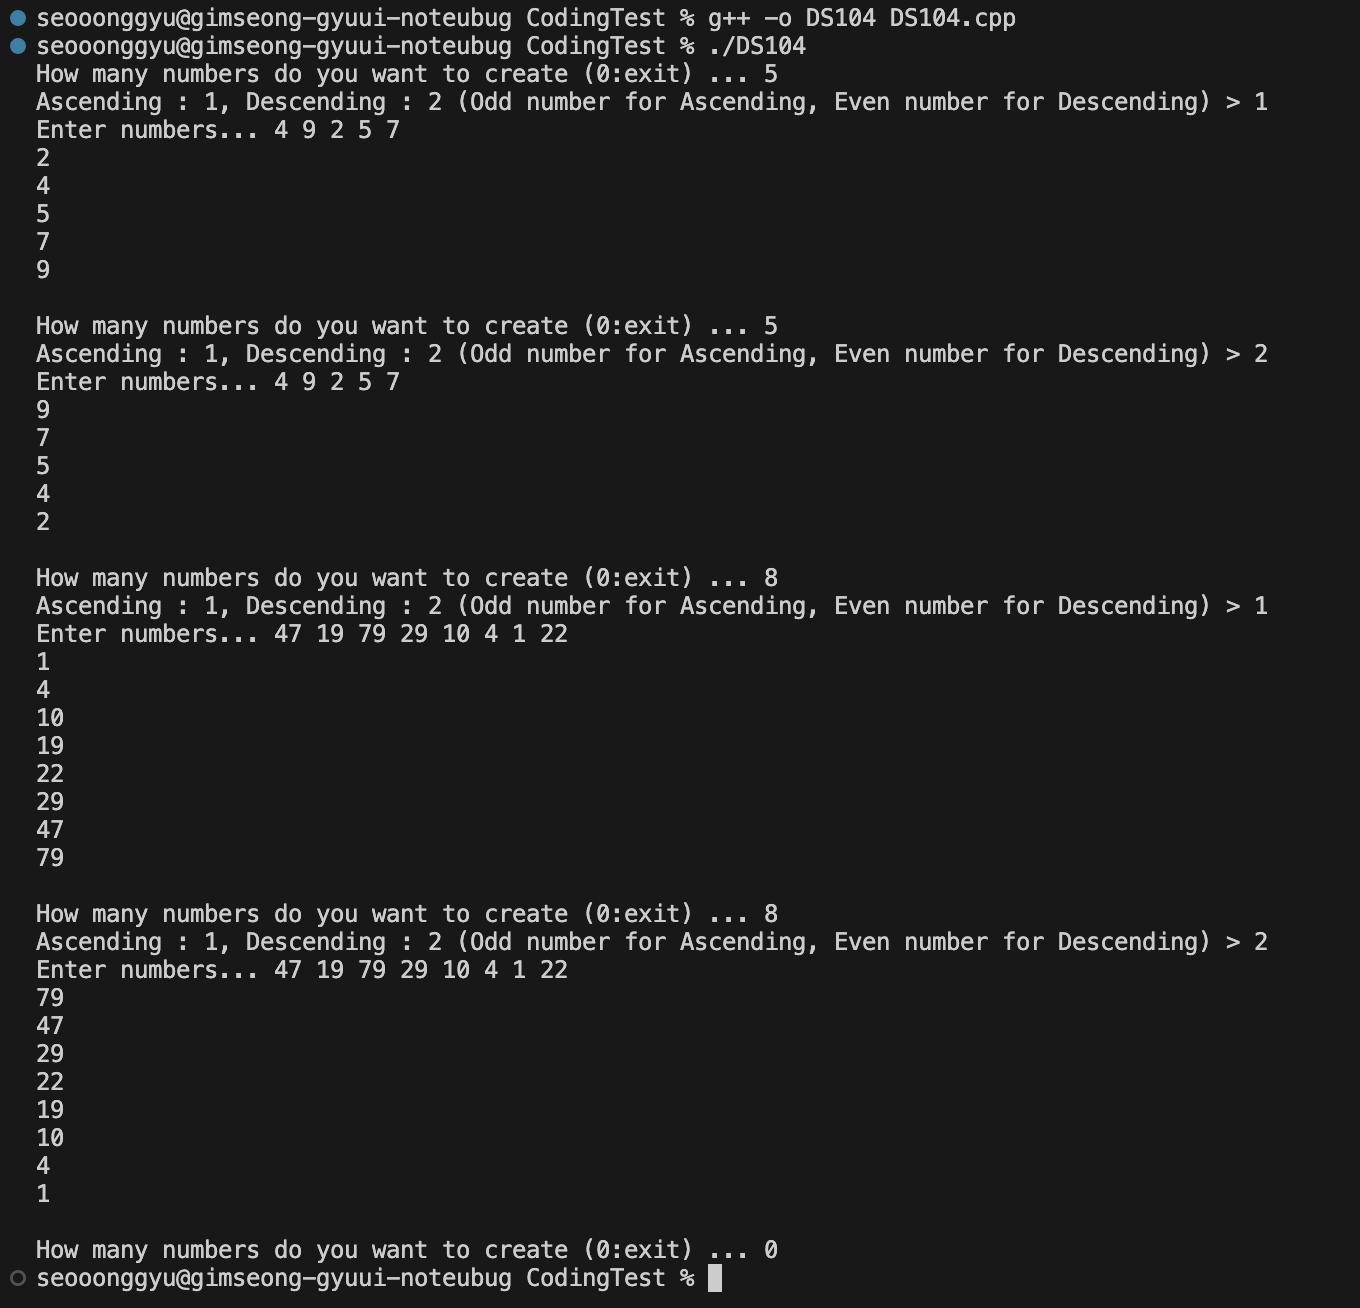 seooonggyu@gimseong-gyuui-noteubug CodingTest % g++ -o DS104 DS104.cpp
seooonggyu@gimseong-gyuui-noteubug CodingTest % ./DS104
How many numbers do you want to create (0:exit) ... 5
Ascending : 1, Descending : 2 (Odd number for Ascending, Even number for Descending) > 1
Enter numbers... 4 9 2 5 7
2
4
5
7
9

How many numbers do you want to create (0:exit) ... 5
Ascending : 1, Descending : 2 (Odd number for Ascending, Even number for Descending) > 2
Enter numbers... 4 9 2 5 7
9
7
5
4
2

How many numbers do you want to create (0:exit) ... 8
Ascending : 1, Descending : 2 (Odd number for Ascending, Even number for Descending) > 1
Enter numbers... 47 19 79 29 10 4 1 22
1
4
10
19
22
29
47
79

How many numbers do you want to create (0:exit) ... 8
Ascending : 1, Descending : 2 (Odd number for Ascending, Even number for Descending) > 2
Enter numbers... 47 19 79 29 10 4 1 22
79
47
29
22
19
10
4
1

How many numbers do you want to create (0:exit) ... 0
seooonggyu@gimseong-gyuui-noteubug CodingTest %